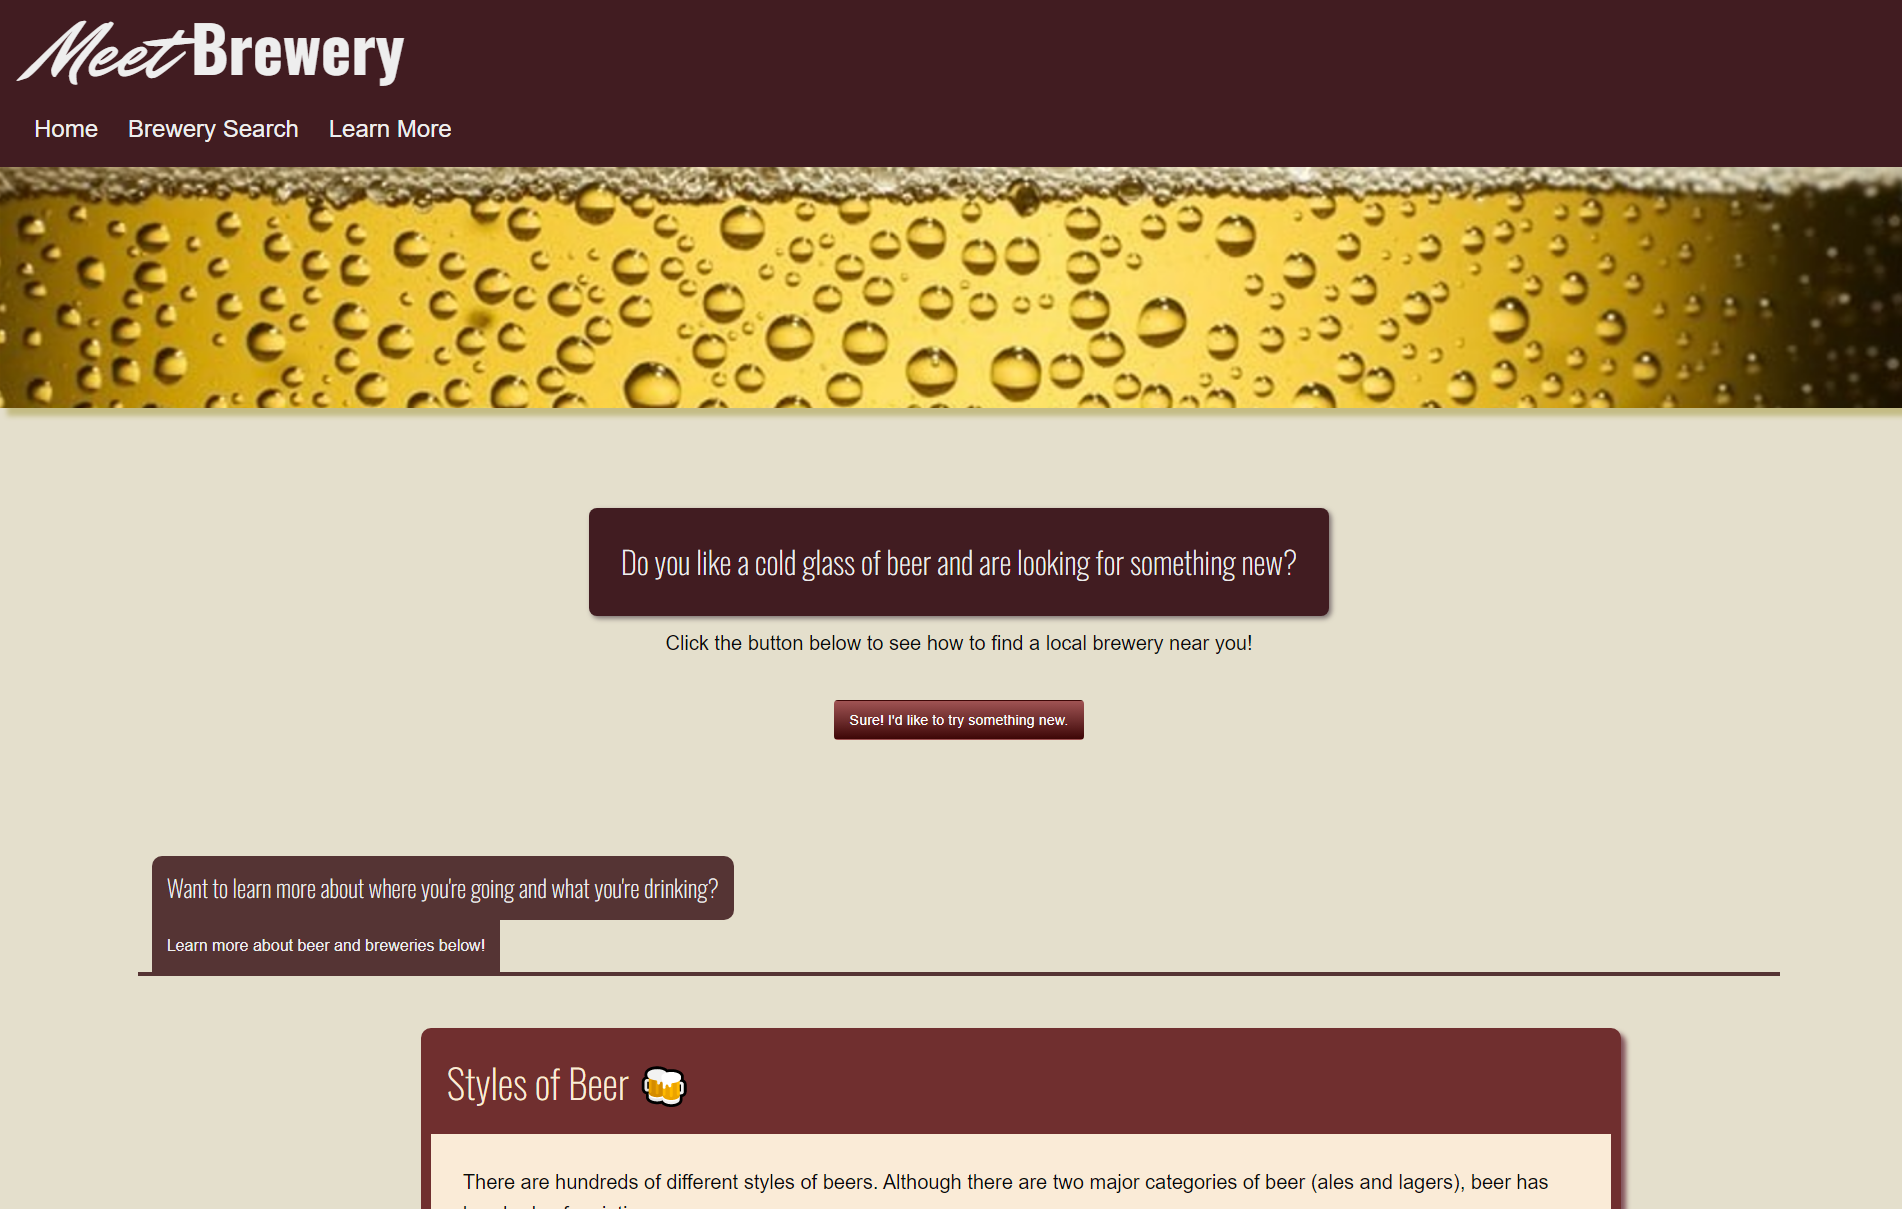 Meet Brewery
Home Brewery Search Learn More
Do you like a cold glass of beer and are looking for something new?
Click the button below to see how to find a local brewery near you!
Sure! I'd like to try something new.
Want to learn more about where you're going and what you're drinking?
Learn more about beer and breweries below!
Styles of Beer
There are hundreds of different styles of beers. Although there are two major categories of beer (ales and lagers), beer has